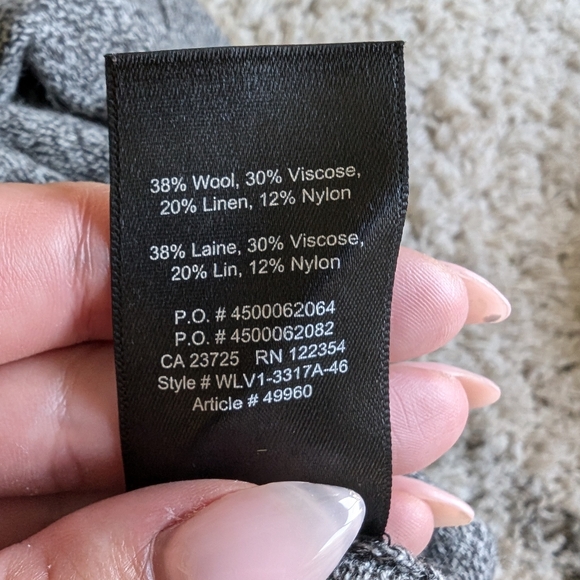 38% Wool, 30% Viscose,
20% Linen, 12% Nylon
38% Laine, 30% Viscose,
20% Lin, 12% Nylon
P.O. # 4500062064
P.O. # 4500062082
CA 23725 RN 122354
Style # WLV1-3317A-46
Article # 49960